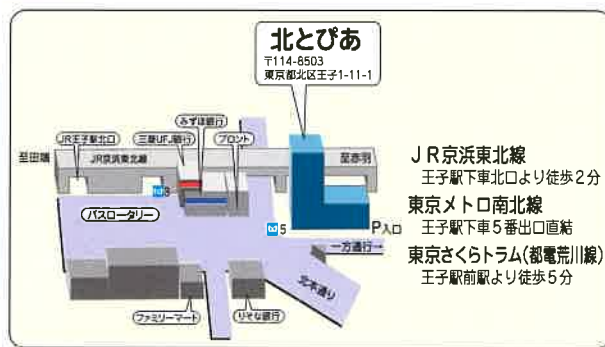 北とぴあ
〒114-8503
東京都北区王子1-11-1
みずほ銀行
三菱UFJ銀行
プロント
JR王子駅北口
至田端
JR京浜東北線
至赤羽
3
バスロータリー
5
P入口
一方通行→
北本通り
ファミリーマート
りそな銀行
JR京浜東北線
王子駅下車北口より徒歩2分
東京メトロ南北線
王子駅下車5番出口直結
東京さくらトラム(都電荒川線)
王子駅前駅より徒歩5分